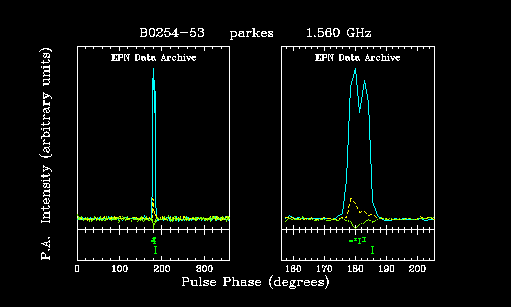 B0254-53 parkes 1.560 GHz
EPN Data Archive EPN Data Archive
P.A. Intensity (arbitrary units)
0 100 200 300 160 170 180 190 200
Pulse Phase (degrees)